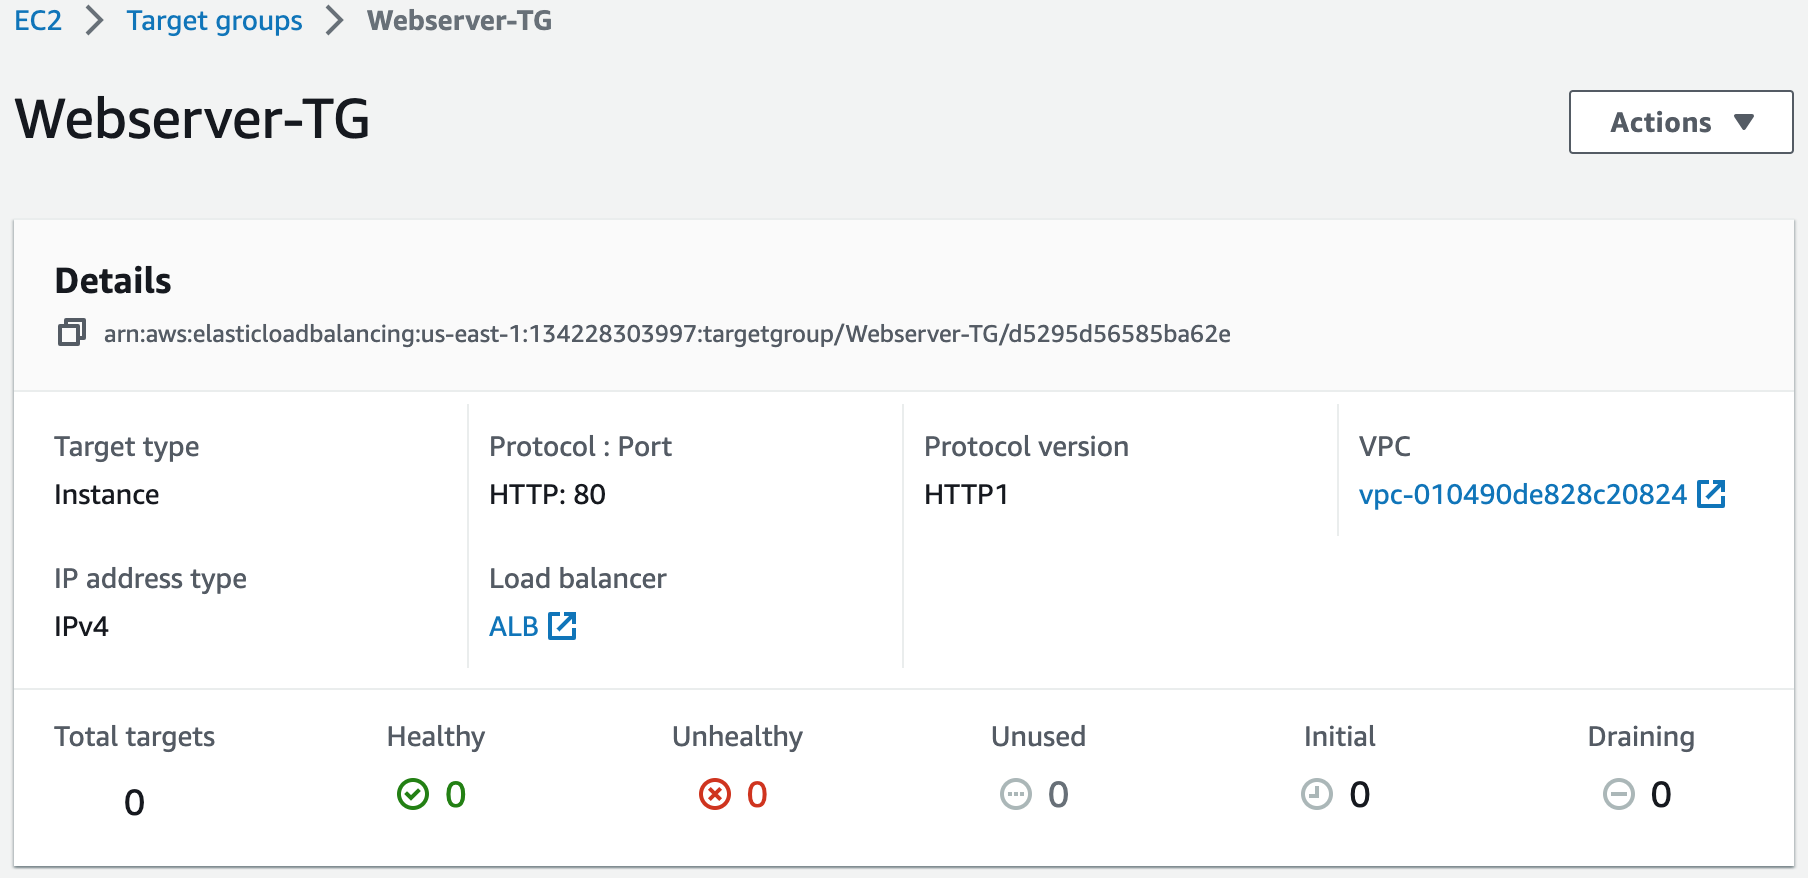 EC2 Target groups Webserver-TG
Webserver-TG
Actions
Details
arn:aws:elasticloadbalancing:us-east-1:134228303997:targetgroup/Webserver-TG/d5295d56585ba62e
Target type Protocol : Port Protocol version VPC
Instance HTTP: 80 HTTP1 vpc-010490de828c20824
IP address type Load balancer
IPv4 ALB
Total targets Healthy Unhealthy Unused Initial Draining
0 0 0 0 0 0